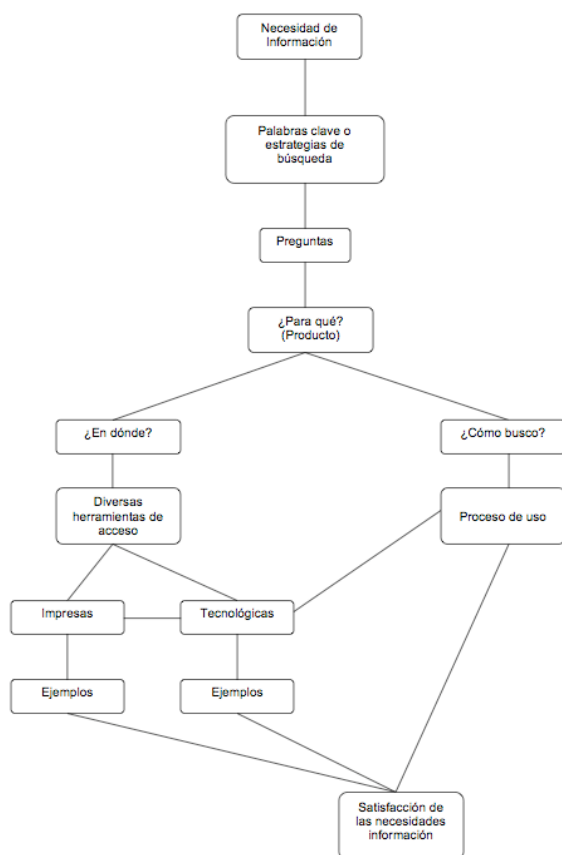 Necesidad de
Información
Palabras clave o
estrategias de
búsqueda
Preguntas
¿Para qué?
(Producto)
¿En dónde?
¿Cómo busco?
Diversas
herramientas de
acceso
Proceso de uso
Impresas
Tecnológicas
Ejemplos
Ejemplos
Satisfacción de
las necesidades
información